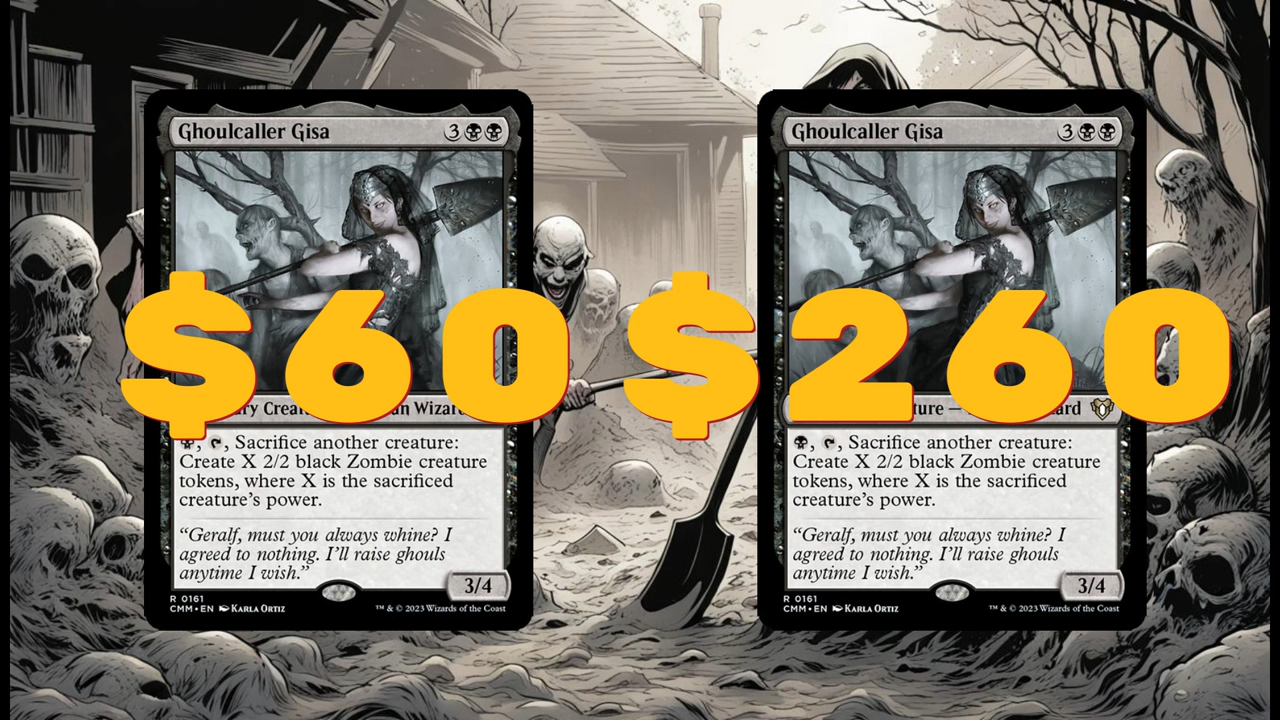 Ghoulcaller Gisa 3
$60
, , Sacrifice another creature:
Create X 2/2 black Zombie creature
tokens, where X is the sacrificed
creature's power.
“Geralf, must you always whine? I
agreed to nothing. I'll raise ghouls
anytime I wish.”
3/4
R 0161
CMM • EN Karla Ortiz
™ & © 2023 Wizards of the Coast
Ghoulcaller Gisa 3
$260
, , Sacrifice another creature:
Create X 2/2 black Zombie creature
tokens, where X is the sacrificed
creature's power.
“Geralf, must you always whine? I
agreed to nothing. I'll raise ghouls
anytime I wish.”
3/4
R 0161
CMM • EN Karla Ortiz
™ & © 2023 Wizards of the Coast